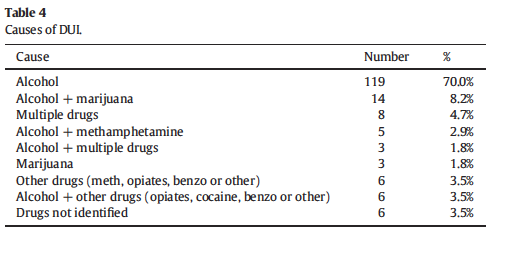 Table 4
Causes of DUI.
Cause Number %
Alcohol 119 70.0%
Alcohol + marijuana 14 8.2%
Multiple drugs 8 4.7%
Alcohol + methamphetamine 5 2.9%
Alcohol + multiple drugs 3 1.8%
Marijuana 3 1.8%
Other drugs (meth, opiates, benzo or other) 6 3.5%
Alcohol + other drugs (opiates, cocaine, benzo or other) 6 3.5%
Drugs not identified 6 3.5%